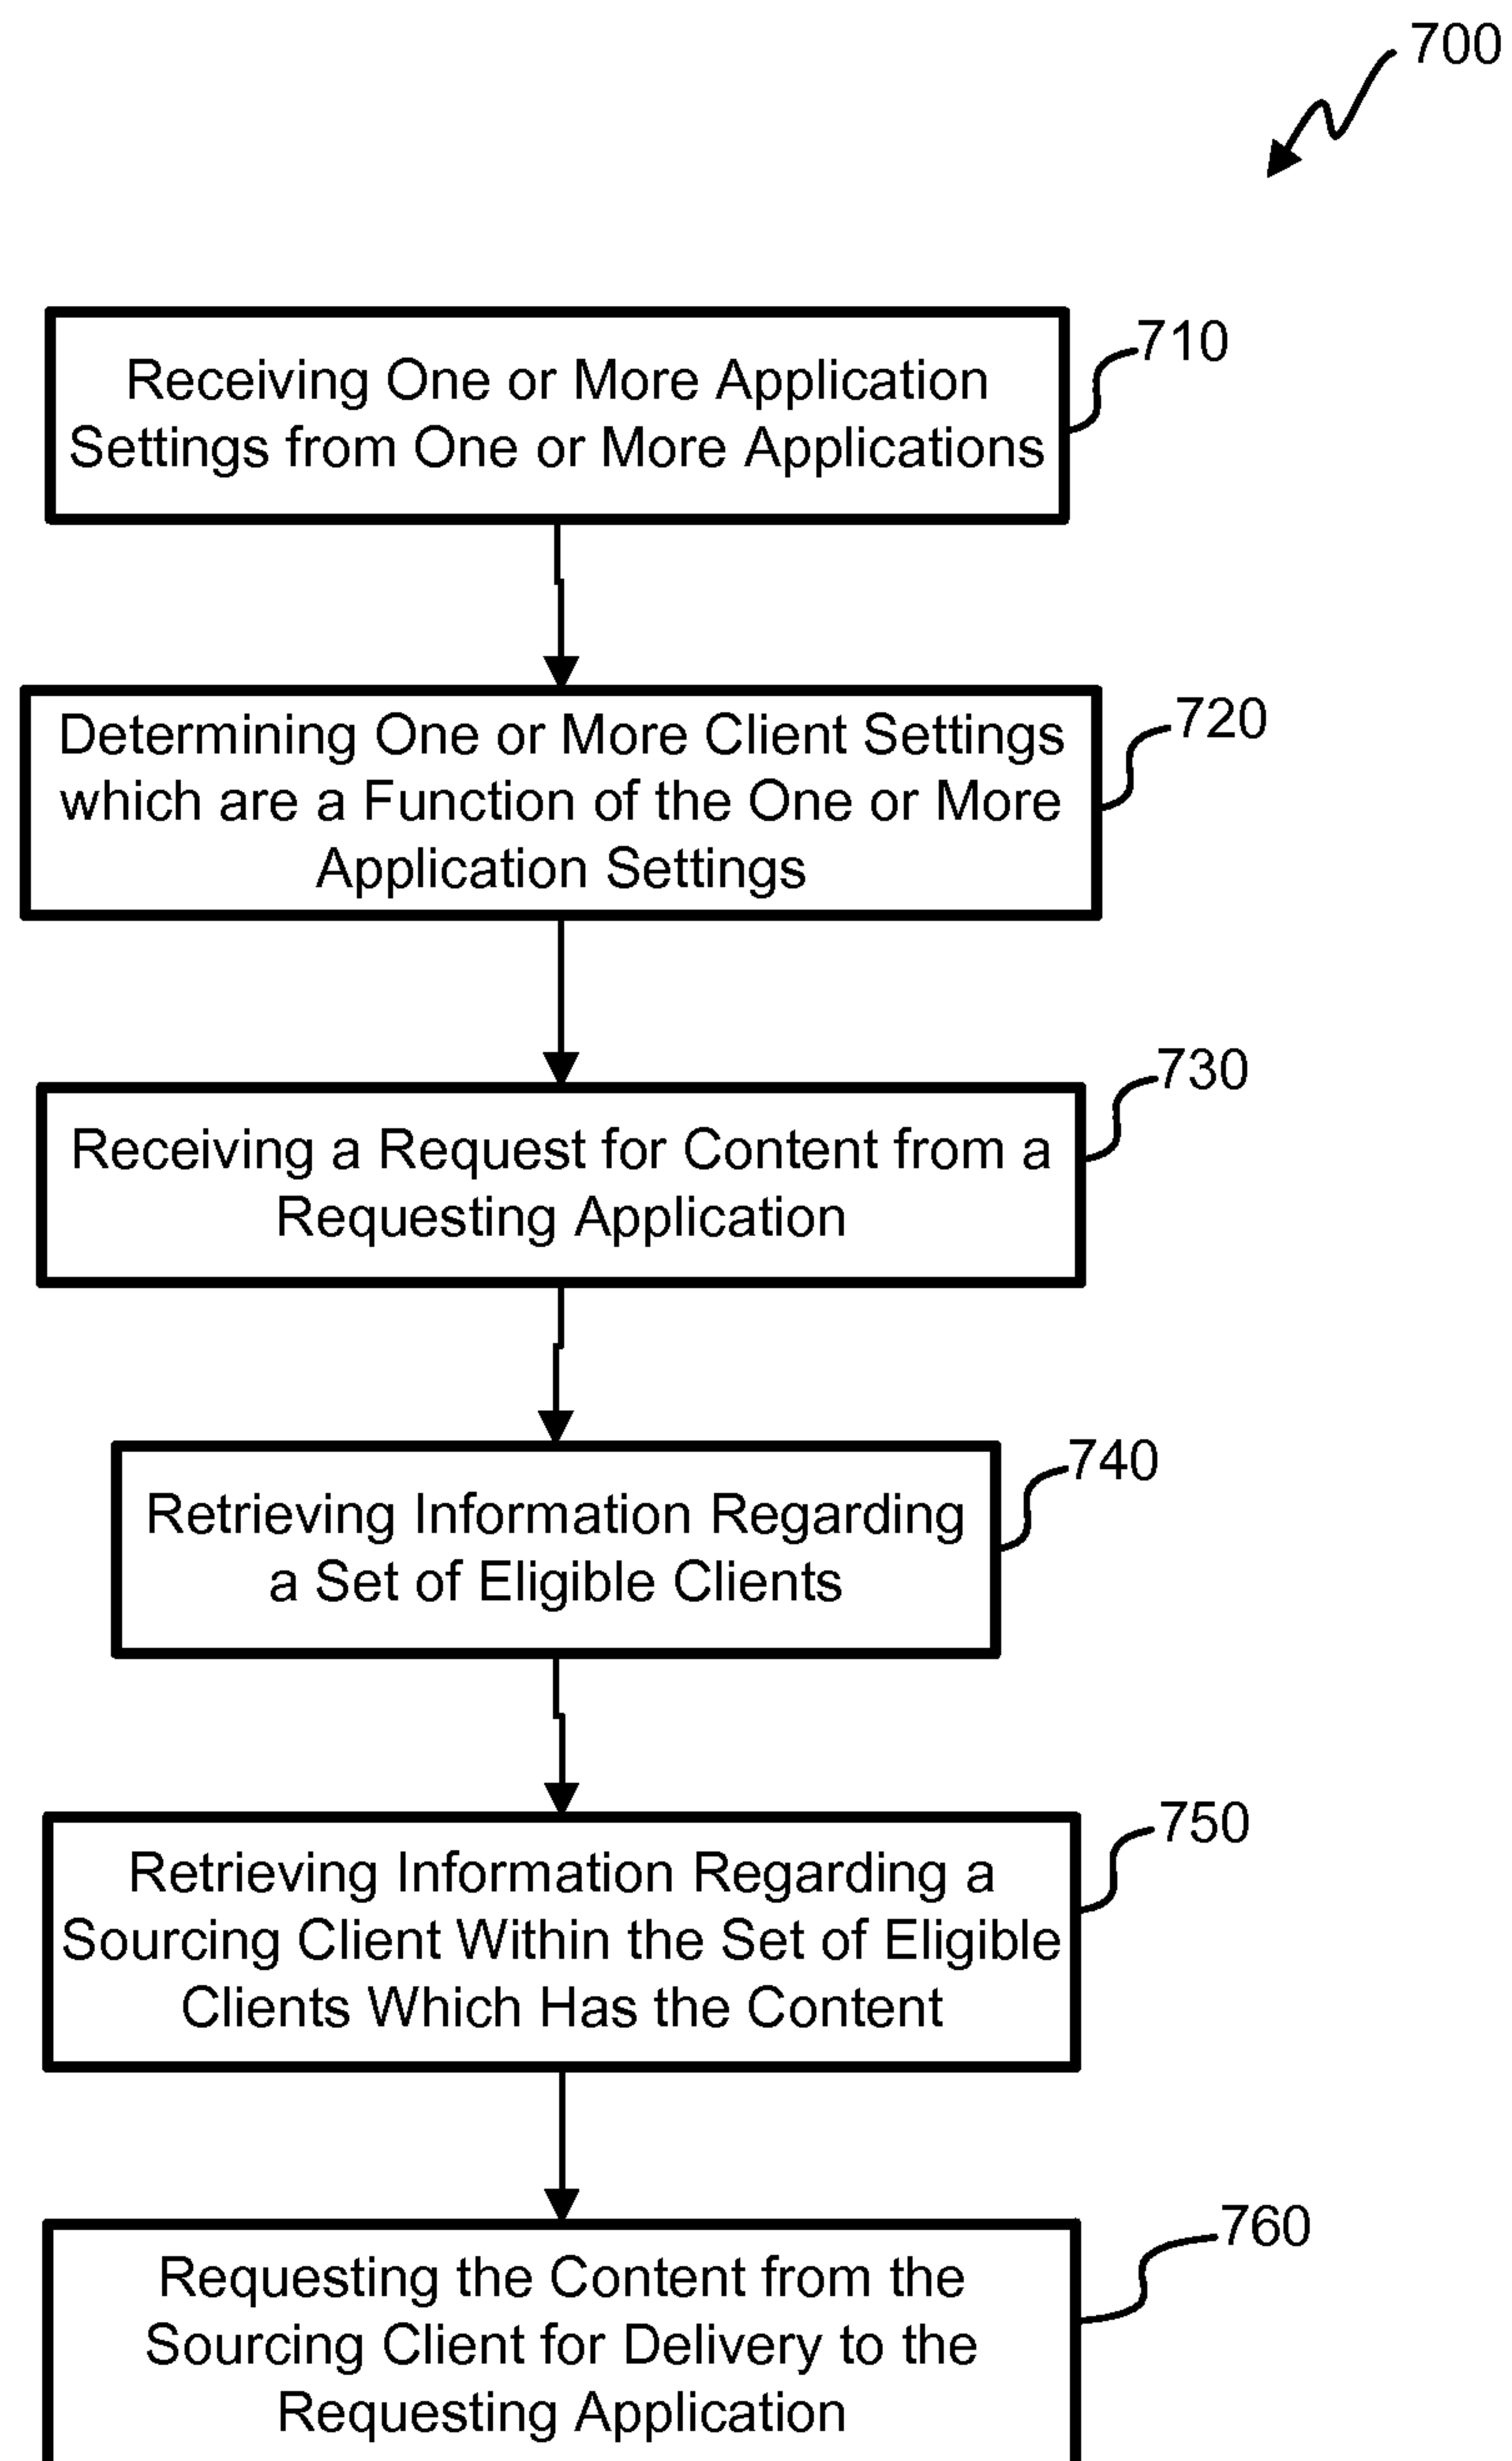 700
710
Receiving One or More Application
Settings from One or More Applications
720
Determining One or More Client Settings
which are a Function of the One or More
Application Settings
730
Receiving a Request for Content from a
Requesting Application
740
Retrieving Information Regarding
a Set of Eligible Clients
750
Retrieving Information Regarding a
Sourcing Client Within the Set of Eligible
Clients Which Has the Content
760
Requesting the Content from the
Sourcing Client for Delivery to the
Requesting Application